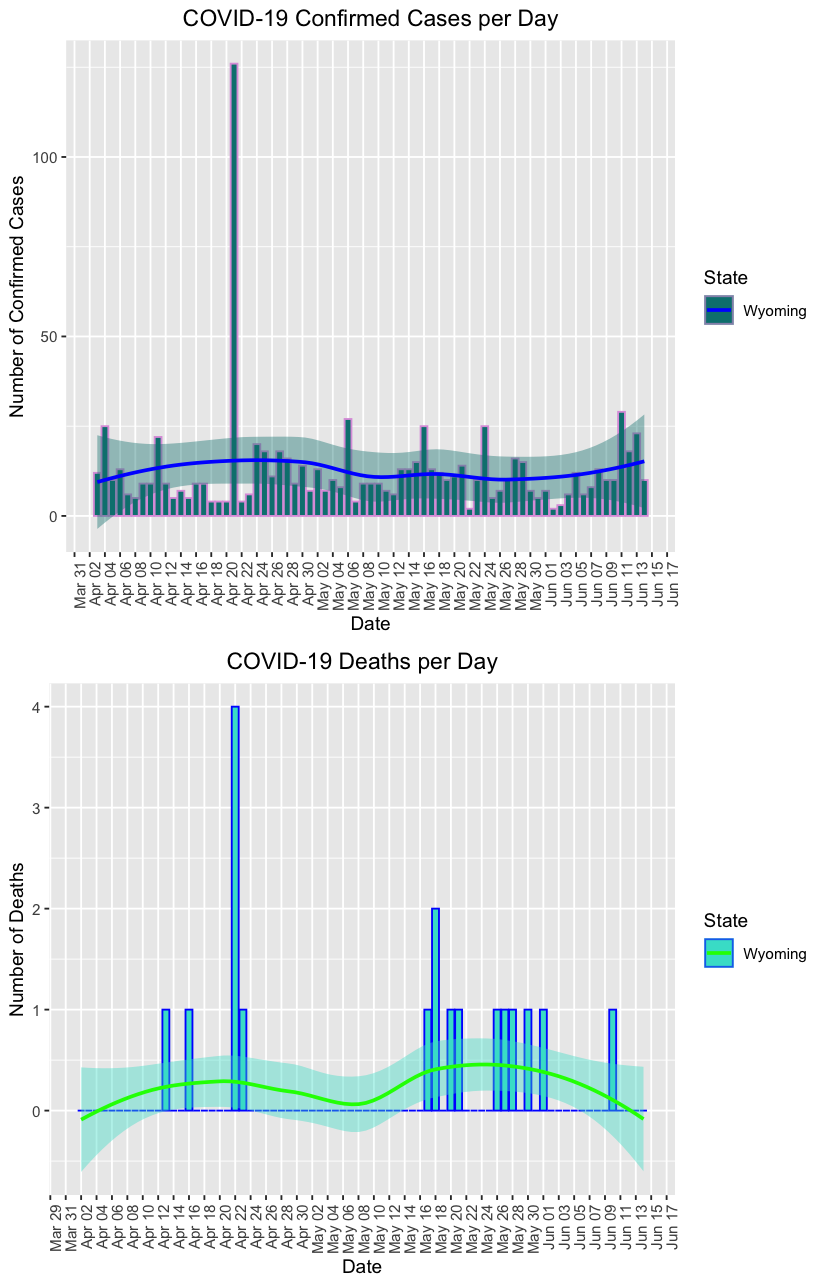 COVID-19 Confirmed Cases per Day
Number of Confirmed Cases
100
50
0
Mar 31
Apr 02
Apr 04
Apr 06
Apr 08
Apr 10
Apr 12
Apr 14
Apr 16
Apr 18
Apr 20
Apr 22
Apr 24
Apr 26
Apr 28
Apr 30
May 02
May 04
May 06
May 08
May 10
May 12
May 14
May 16
May 18
May 20
May 22
May 24
May 26
May 28
May 30
Jun 01
Jun 03
Jun 05
Jun 07
Jun 09
Jun 11
Jun 13
Jun 15
Jun 17
Date
State
Wyoming
COVID-19 Deaths per Day
Number of Deaths
4
3
2
1
0
Mar 29
Mar 31
Apr 02
Apr 04
Apr 06
Apr 08
Apr 10
Apr 12
Apr 14
Apr 16
Apr 18
Apr 20
Apr 22
Apr 24
Apr 26
Apr 28
Apr 30
May 02
May 04
May 06
May 08
May 10
May 12
May 14
May 16
May 18
May 20
May 22
May 24
May 26
May 28
May 30
Jun 01
Jun 03
Jun 05
Jun 07
Jun 09
Jun 11
Jun 13
Jun 15
Jun 17
Date
State
Wyoming